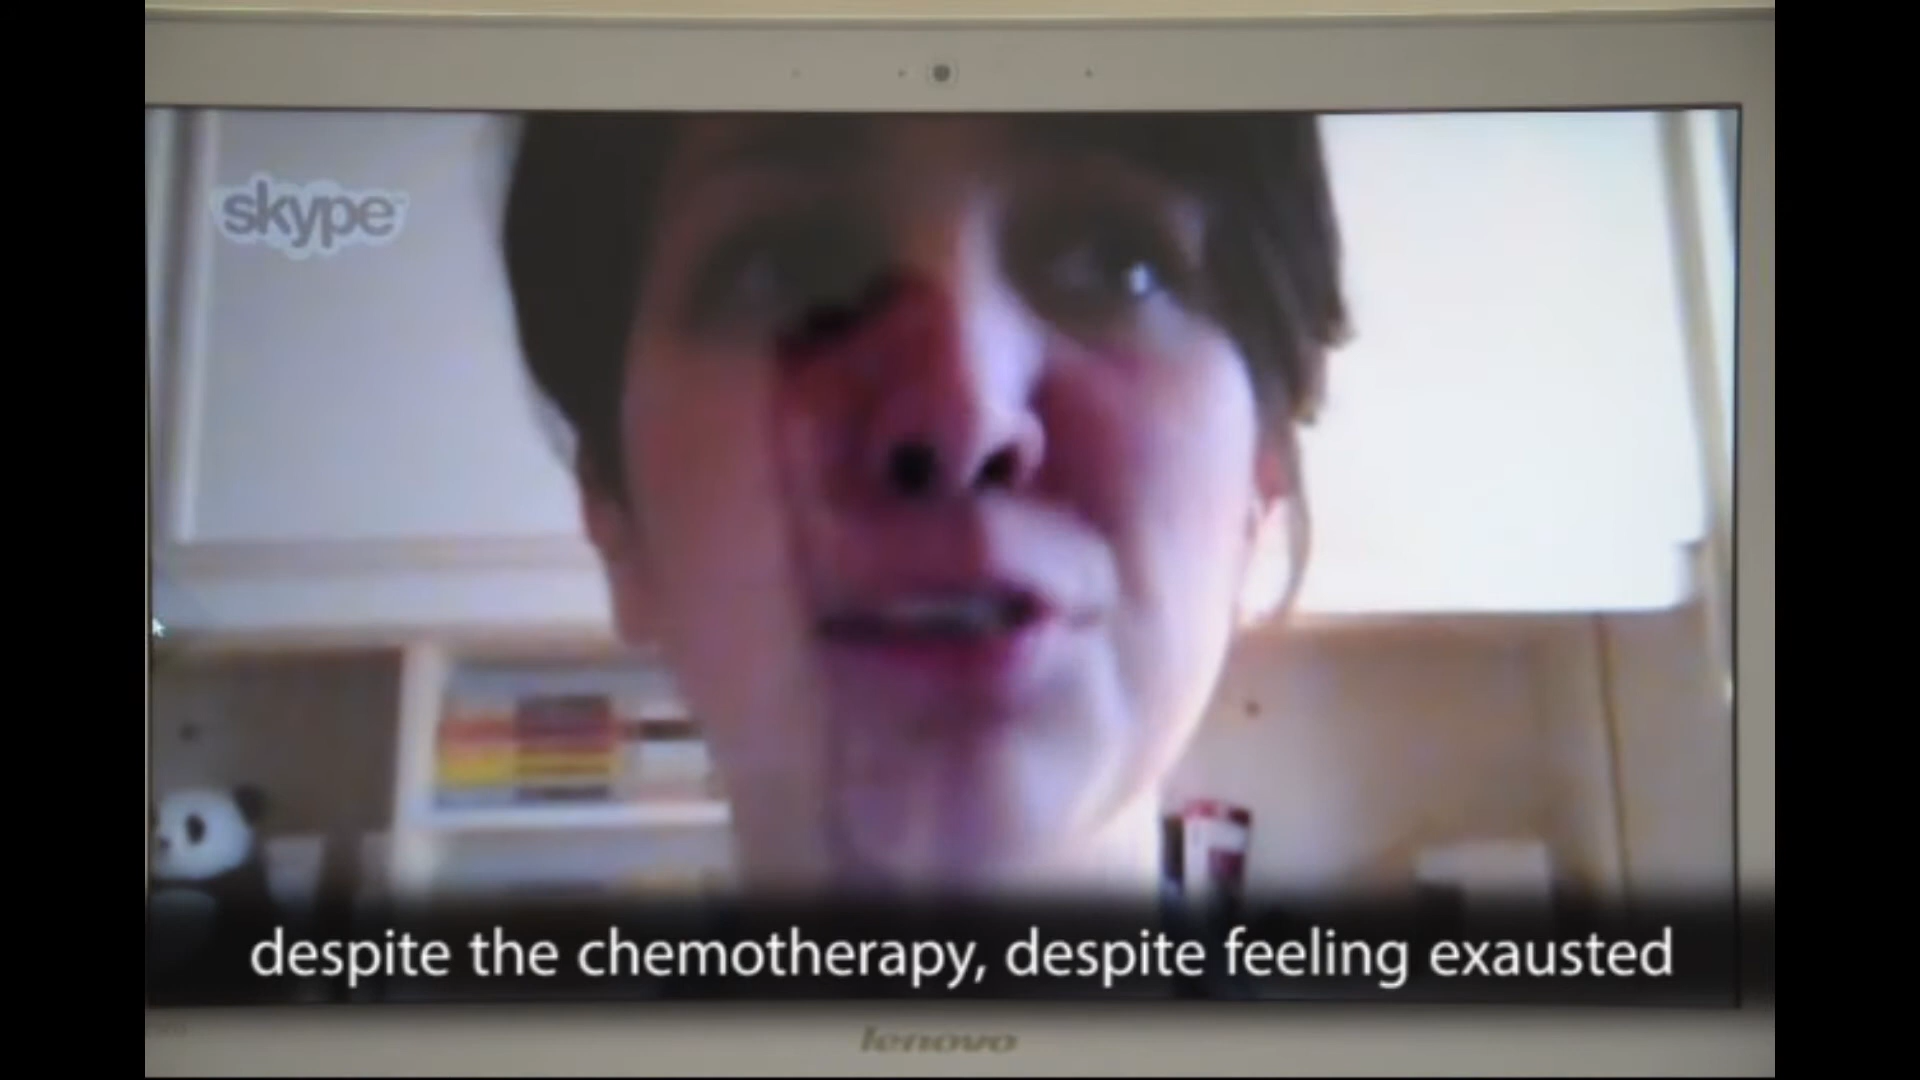 skype
despite the chemotherapy, despite feeling exausted
lenovo